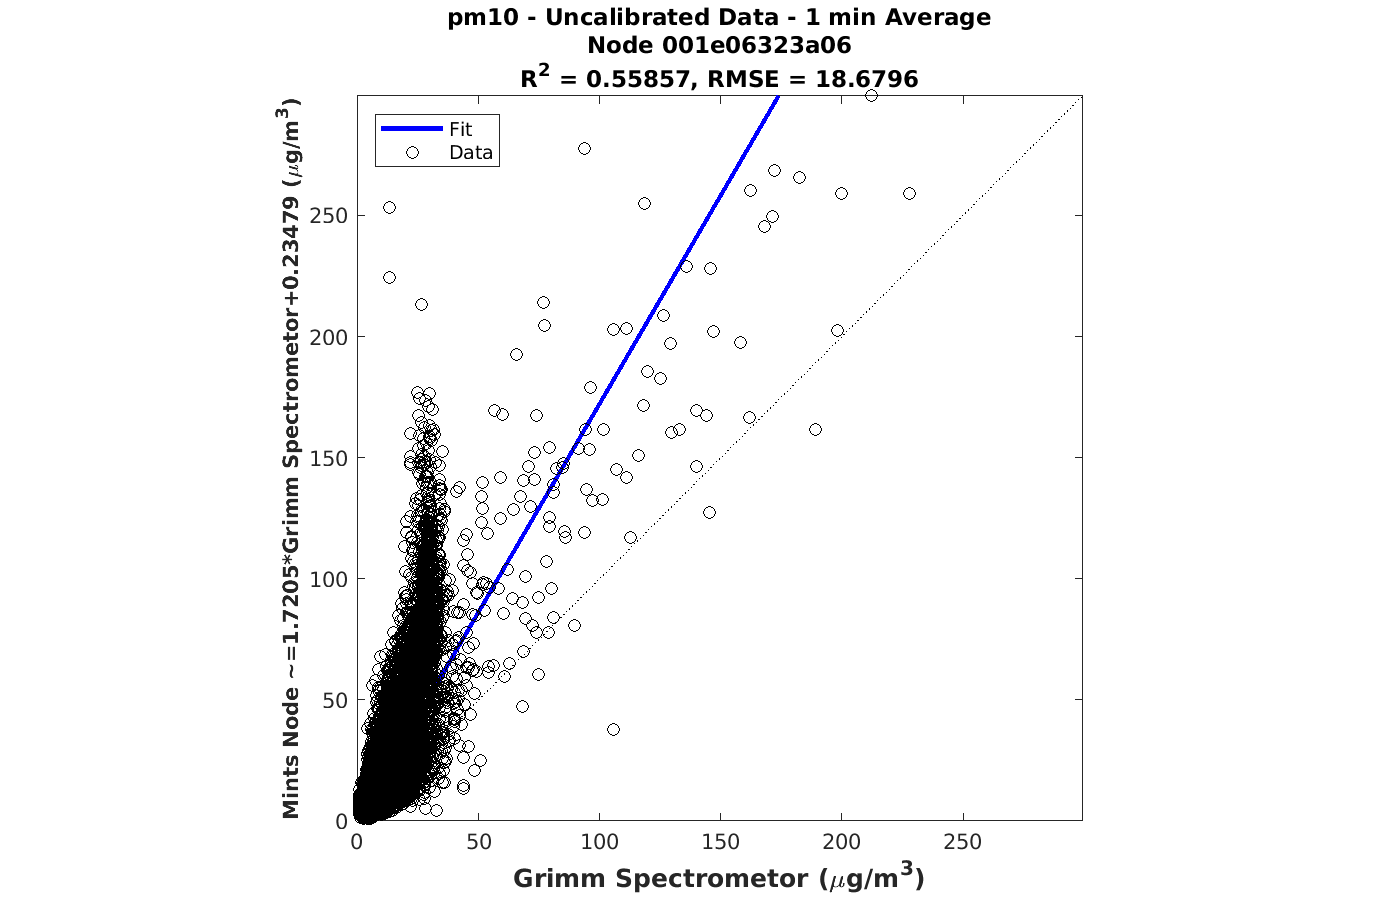 pm10 - Uncalibrated Data - 1 min Average
Node 001e06323a06
R² = 0.55857, RMSE = 18.6796
Mints Node ~=1.7205*Grimm Spectrometor+0.23479 (μg/m³)
Fit
Data
250
200
150
100
50
0
0 50 100 150 200 250
Grimm Spectrometor (μg/m³)